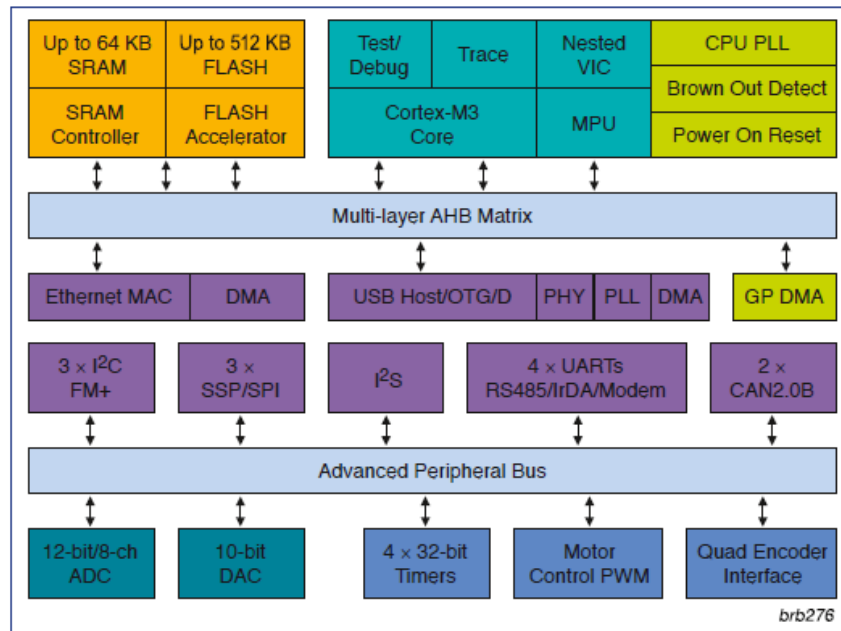 Up to 64 KB
SRAM
Up to 512 KB
FLASH
Test/
Debug
Trace
Nested
VIC
CPU PLL
Brown Out Detect
Power On Reset
SRAM
Controller
FLASH
Accelerator
Cortex-M3
Core
MPU
Multi-layer AHB Matrix
Ethernet MAC
DMA
USB Host/OTG/D
PHY
PLL
DMA
GP DMA
3 × I²C
FM+
3 ×
SSP/SPI
I²S
4 × UARTs
RS485/IrDA/Modem
2 ×
CAN2.0B
Advanced Peripheral Bus
12-bit/8-ch
ADC
10-bit
DAC
4 × 32-bit
Timers
Motor
Control PWM
Quad Encoder
Interface
brb276